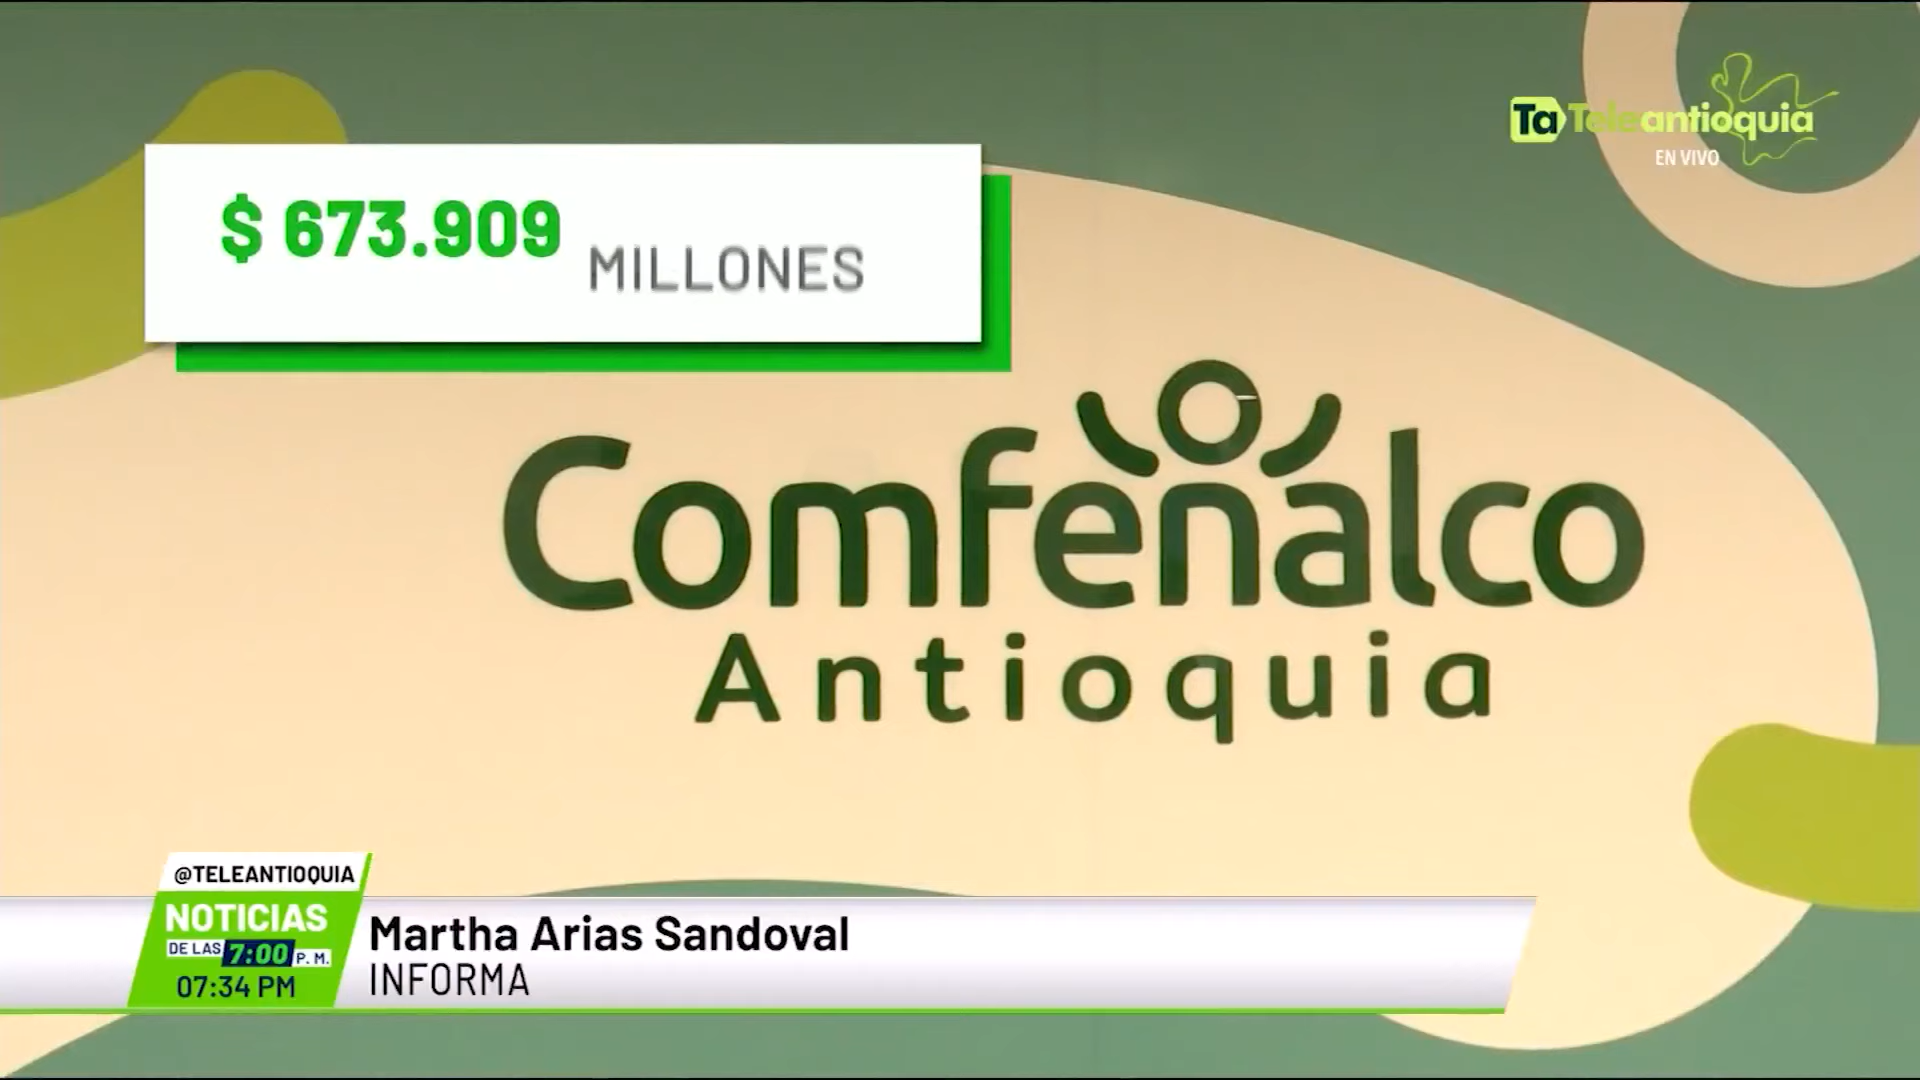 Ta Teleantioquia
EN VIVO
$ 673.909 MILLONES
Comfenalco
Antioquia
@TELEANTIOQUIA
NOTICIAS
DE LAS 7:00 P. M.
07:34 PM
Martha Arias Sandoval
INFORMA